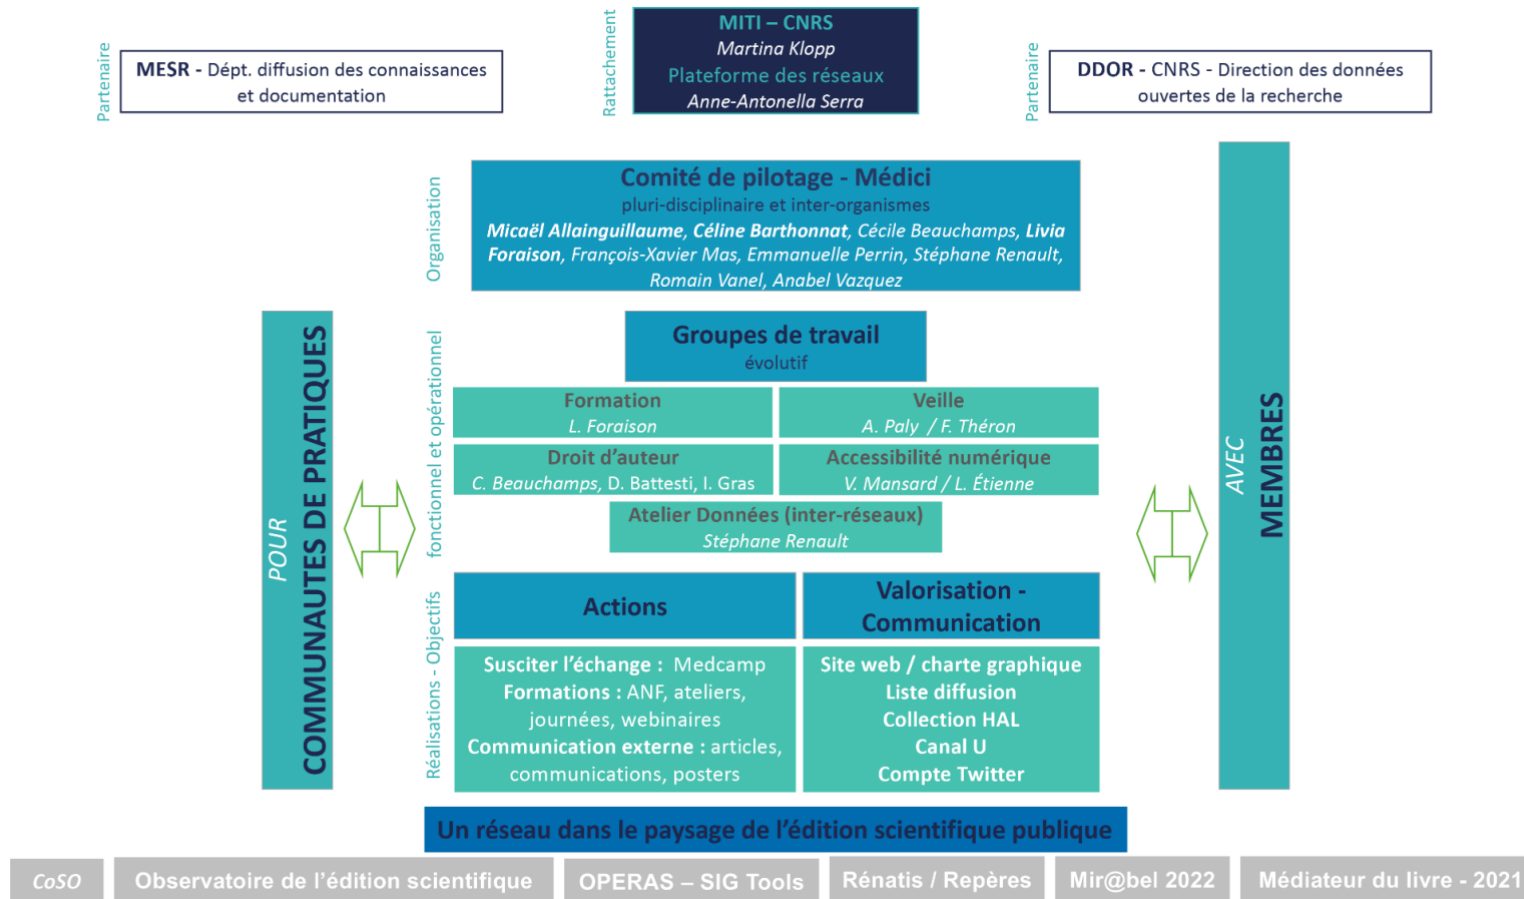 Partenaire
MESR - Dépt. diffusion des connaissances
et documentation
Rattachement
MITI – CNRS
Martina Klopp
Plateforme des réseaux
Anne-Antonella Serra
Partenaire
DDOR - CNRS - Direction des données
ouvertes de la recherche
Organisation
Comité de pilotage - Médici
pluri-disciplinaire et inter-organismes
Micaël Allainguillaume, Céline Barthonnat, Cécile Beauchamps, Livia
Foraison, François-Xavier Mas, Emmanuelle Perrin, Stéphane Renault,
Romain Vanel, Anabel Vazquez
POUR
COMMUNAUTES DE PRATIQUES
fonctionnel et opérationnel
Groupes de travail
évolutif
Formation
L. Foraison
Veille
A. Paly / F. Théron
Droit d’auteur
C. Beauchamps, D. Battesti, I. Gras
Accessibilité numérique
V. Mansard / L. Étienne
Atelier Données (inter-réseaux)
Stéphane Renault
AVEC
MEMBRES
Réalisations - Objectifs
Actions
Susciter l’échange : Medcamp
Formations : ANF, ateliers,
journées, webinaires
Communication externe : articles,
communications, posters
Valorisation -
Communication
Site web / charte graphique
Liste diffusion
Collection HAL
Canal U
Compte Twitter
Un réseau dans le paysage de l’édition scientifique publique
CoSO
Observatoire de l’édition scientifique
OPERAS – SIG Tools
Rénatis / Repères
Mir@bel 2022
Médiateur du livre - 2021